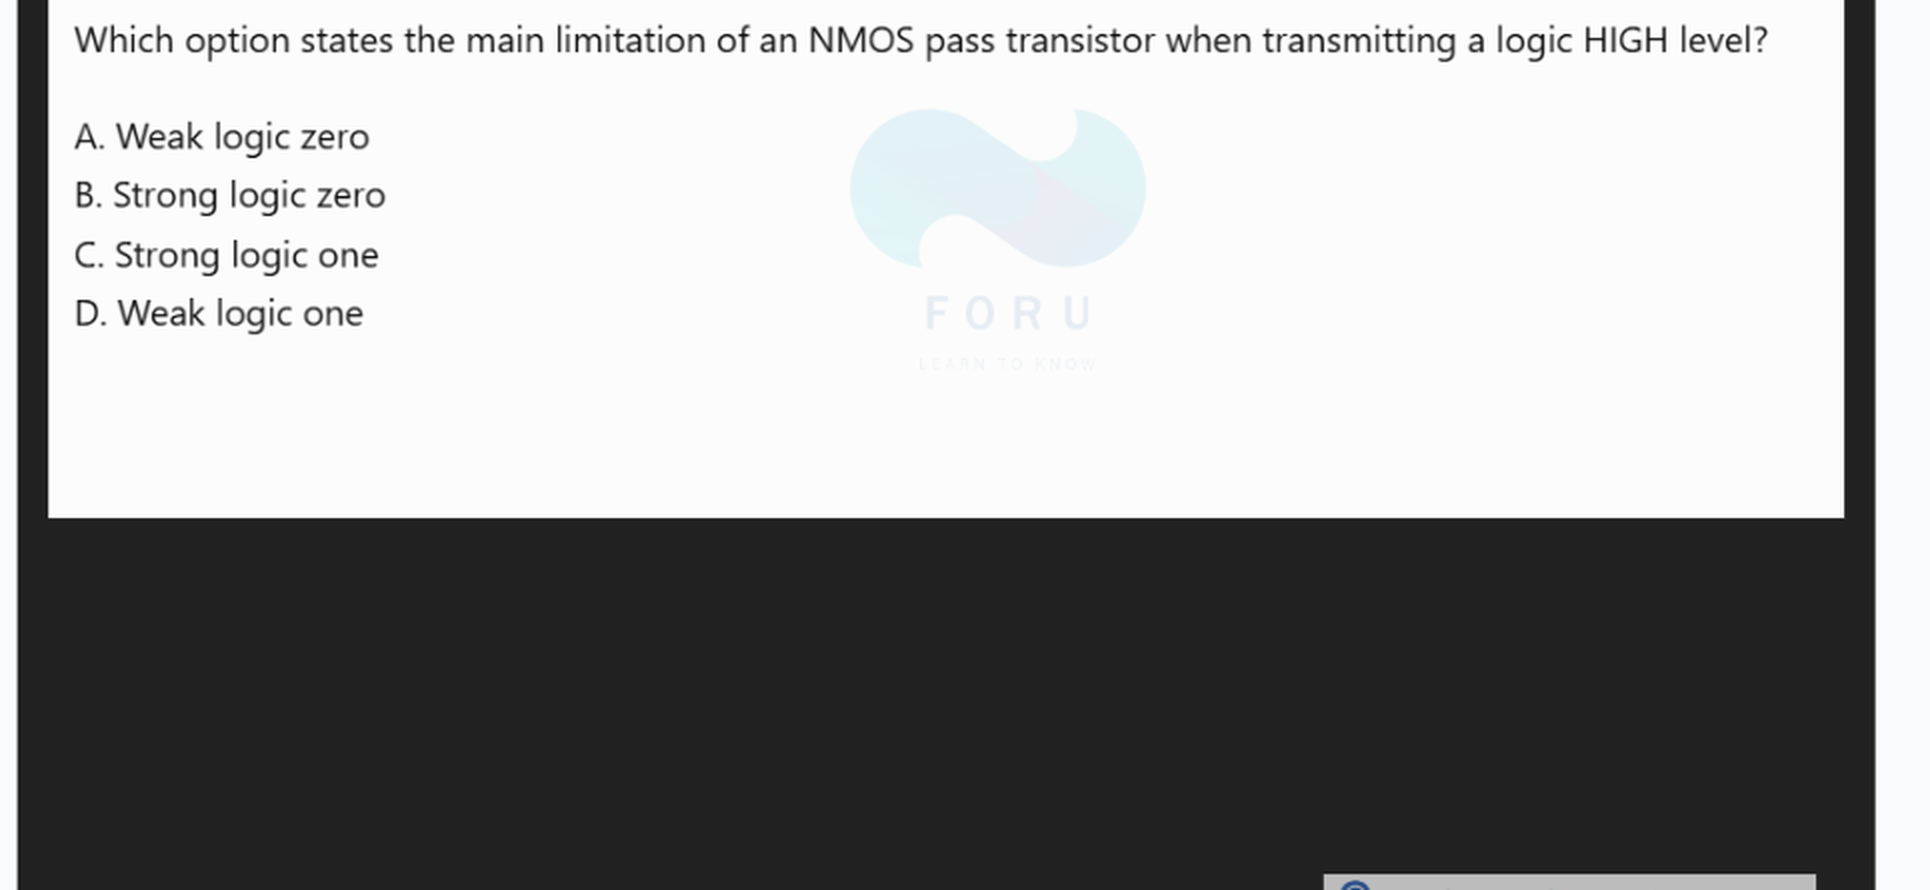 Which option states the main limitation of an NMOS pass transistor when transmitting a logic HIGH level?
A. Weak logic zero
B. Strong logic zero
C. Strong logic one
D. Weak logic one
FORU
LEARN TO KNOW